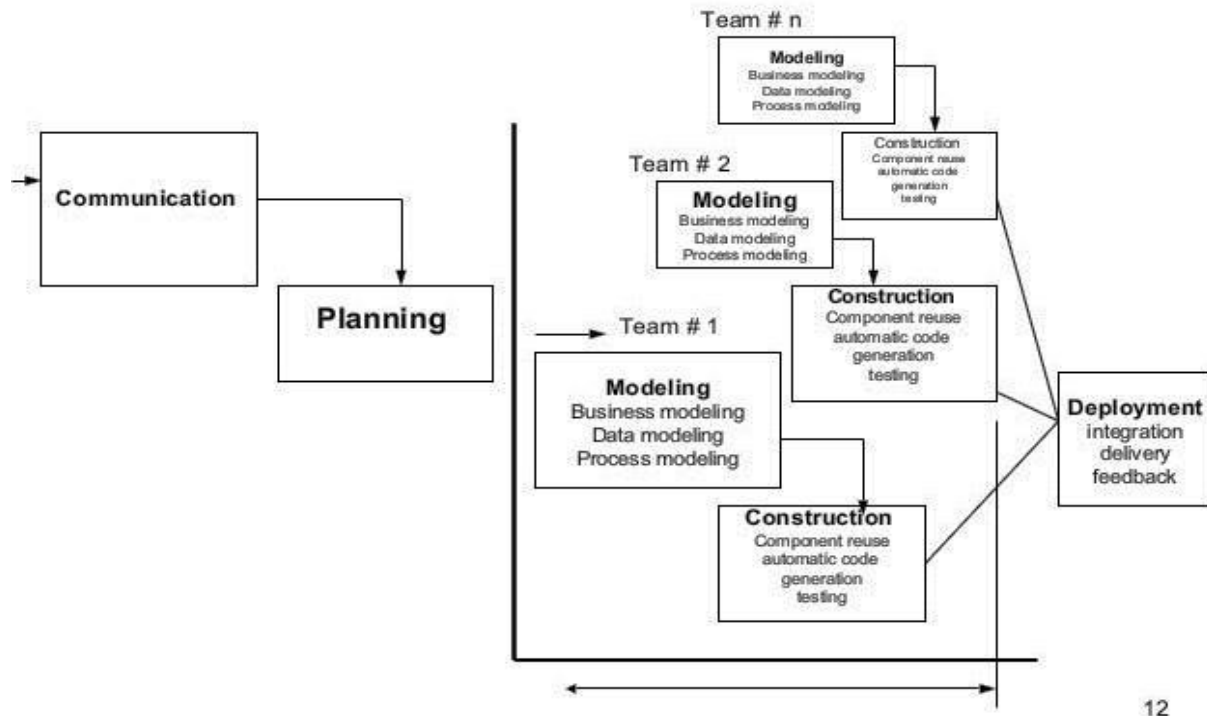 Communication
Planning
Team # n
Modeling
Business modeling
Data modeling
Process modeling
Construction
Component reuse
automatic code
generation
testing
Team # 2
Modeling
Business modeling
Data modeling
Process modeling
Construction
Component reuse
automatic code
generation
testing
Team # 1
Modeling
Business modeling
Data modeling
Process modeling
Construction
Component reuse
automatic code
generation
testing
Deployment
integration
delivery
feedback
12